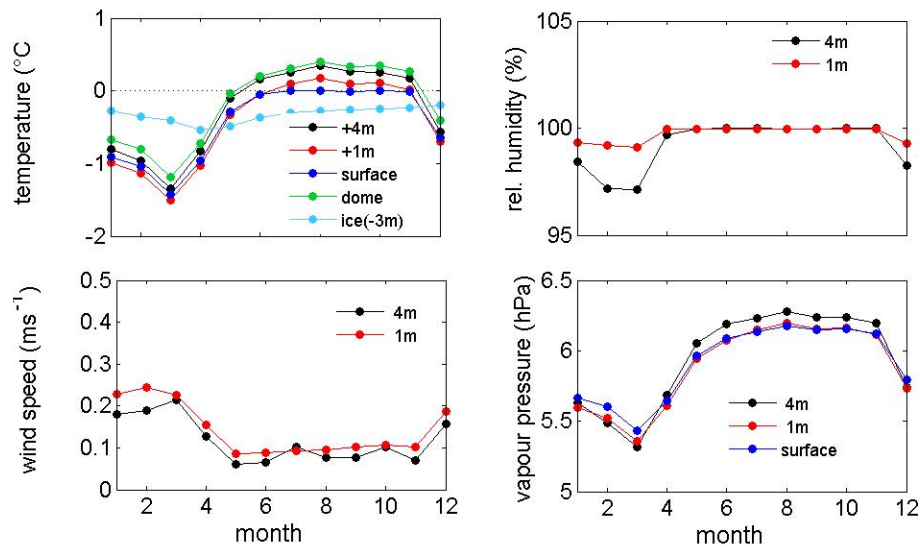 temperature (°C
1
0
-1
-2
+4m
+1m
surface
dome
ice(-3m)
rel. humidity (%)
105
100
95
4m
1m
wind speed (ms⁻¹)
0.5
0.4
0.3
0.2
0.1
0
4m
1m
2 4 6 8 10 12
month
vapour pressure (hPa)
6.5
6
5.5
5
4m
1m
surface
2 4 6 8 10 12
month